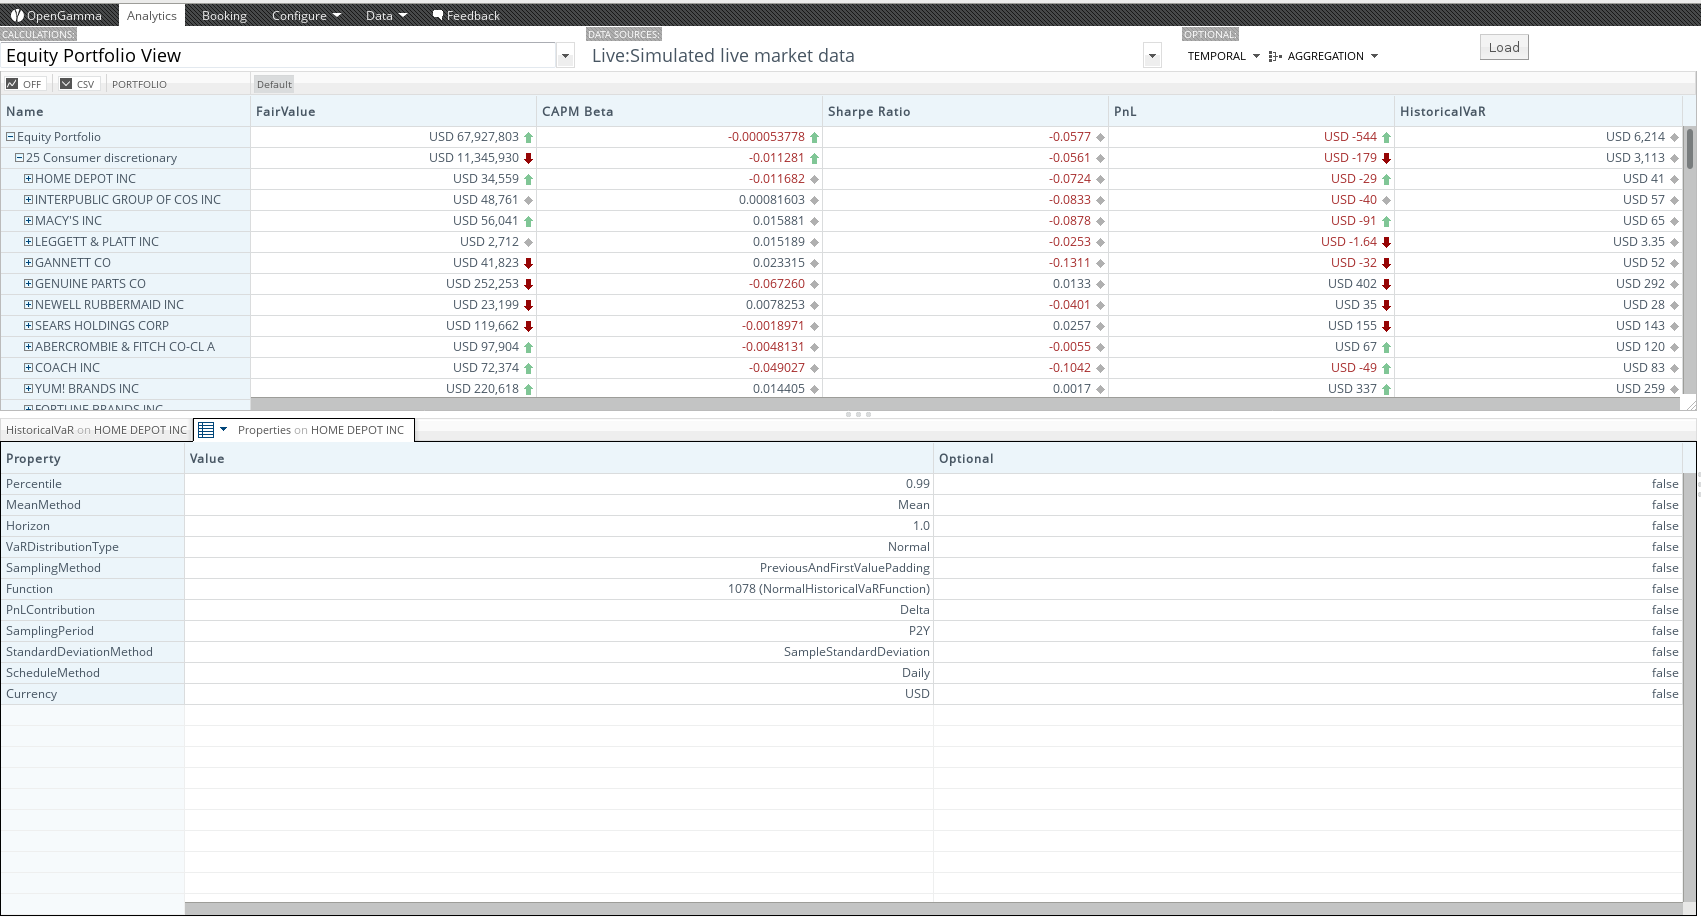 OpenGamma Analytics Booking Configure Data Feedback
CALCULATIONS: DATA SOURCES: OPTIONAL:
Equity Portfolio View Live:Simulated live market data TEMPORAL AGGREGATION Load
OFF CSV PORTFOLIO Default
Name FairValue CAPM Beta Sharpe Ratio PnL HistoricalVaR
Equity Portfolio USD 67,927,803 -0.000053778 -0.0577 USD -544 USD 6,214
25 Consumer discretionary USD 11,345,930 -0.011281 -0.0561 USD -179 USD 3,113
HOME DEPOT INC USD 34,559 -0.011682 -0.0724 USD -29 USD 41
INTERPUBLIC GROUP OF COS INC USD 48,761 0.00081603 -0.0833 USD -40 USD 57
MACY'S INC USD 56,041 0.015881 -0.0878 USD -91 USD 65
LEGGETT & PLATT INC USD 2,712 0.015189 -0.0253 USD -1.64 USD 3.35
GANNETT CO USD 41,823 0.023315 -0.1311 USD -32 USD 52
GENUINE PARTS CO USD 252,253 -0.067260 0.0133 USD 402 USD 292
NEWELL RUBBERMAID INC USD 23,199 0.0078253 -0.0401 USD 35 USD 28
SEARS HOLDINGS CORP USD 119,662 -0.0018971 0.0257 USD 155 USD 143
ABERCROMBIE & FITCH CO-CL A USD 97,904 -0.0048131 -0.0055 USD 67 USD 120
COACH INC USD 72,374 -0.049027 -0.1042 USD -49 USD 83
YUM! BRANDS INC USD 220,618 0.014405 0.0017 USD 337 USD 259
FORTUNE BRANDS INC
HistoricalVaR on HOME DEPOT INC Properties on HOME DEPOT INC
Property Value Optional
Percentile 0.99 false
MeanMethod Mean false
Horizon 1.0 false
VaRDistributionType Normal false
SamplingMethod PreviousAndFirstValuePadding false
Function 1078 (NormalHistoricalVaRFunction) false
PnLContribution Delta false
SamplingPeriod P2Y false
StandardDeviationMethod SampleStandardDeviation false
ScheduleMethod Daily false
Currency USD false